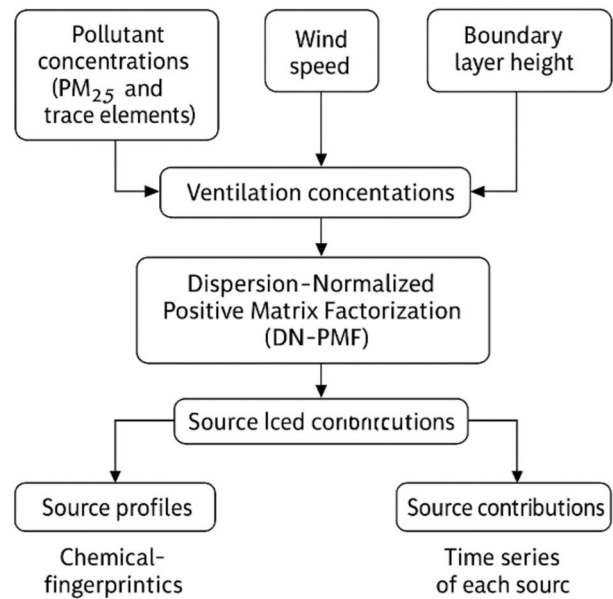 Pollutant
concentrations
(PM2.5 and
trace elements)
Wind
speed
Boundary
layer height
Ventilation concentations
Dispersion-Normalized
Positive Matrix Factorization
(DN-PMF)
Source lced
Source profiles
Source contributions
Chemical-
fingerprintics
Time series
of each sourc